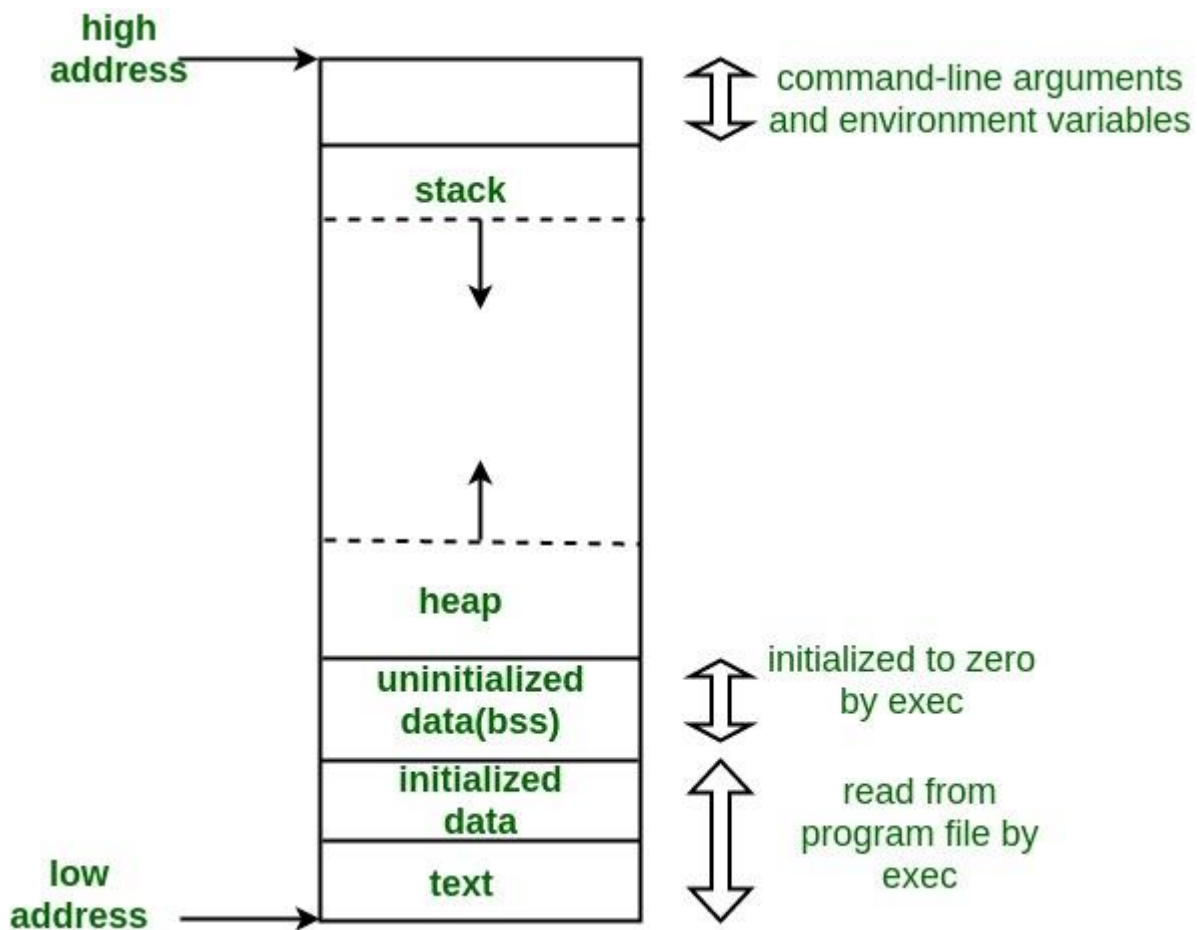 high
address
command-line arguments
and environment variables
stack
heap
uninitialized
data(bss)
initialized to zero
by exec
initialized
data
read from
program file by
exec
text
low
address